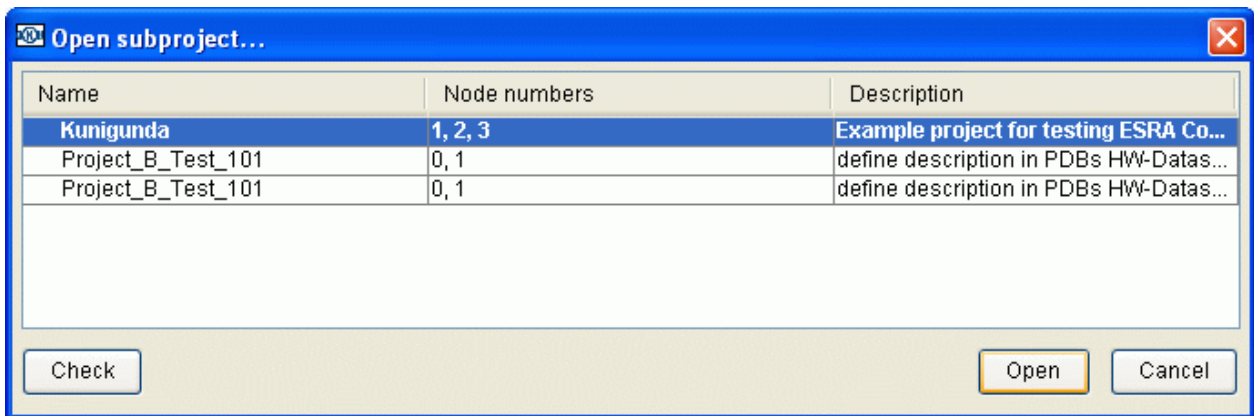 Open subproject...
Name Node numbers Description
Kunigunda 1, 2, 3 Example project for testing ESRA Co...
Project_B_Test_101 0, 1 define description in PDBs HW-Datas...
Project_B_Test_101 0, 1 define description in PDBs HW-Datas...
Check Open Cancel